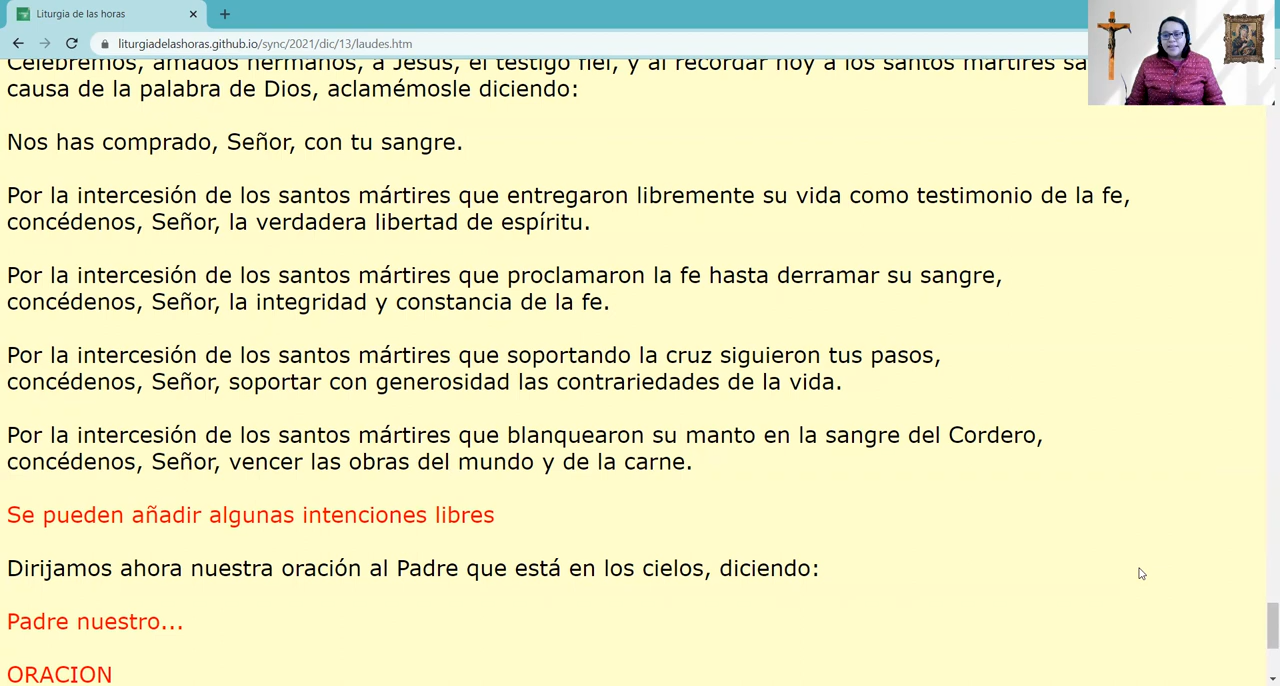 Liturgia de las horas
liturgiadelashoras.github.io/sync/2021/dic/13/laudes.htm
Celebremos, amados hermanos, a Jesús, el testigo fiel, y al recordar hoy a los santos mártires
causa de la palabra de Dios, aclamémosle diciendo:
Nos has comprado, Señor, con tu sangre.
Por la intercesión de los santos mártires que entregaron libremente su vida como testimonio de la fe,
concédenos, Señor, la verdadera libertad de espíritu.
Por la intercesión de los santos mártires que proclamaron la fe hasta derramar su sangre,
concédenos, Señor, la integridad y constancia de la fe.
Por la intercesión de los santos mártires que soportando la cruz siguieron tus pasos,
concédenos, Señor, soportar con generosidad las contrariedades de la vida.
Por la intercesión de los santos mártires que blanquearon su manto en la sangre del Cordero,
concédenos, Señor, vencer las obras del mundo y de la carne.
Se pueden añadir algunas intenciones libres
Dirijamos ahora nuestra oración al Padre que está en los cielos, diciendo:
Padre nuestro...
ORACION